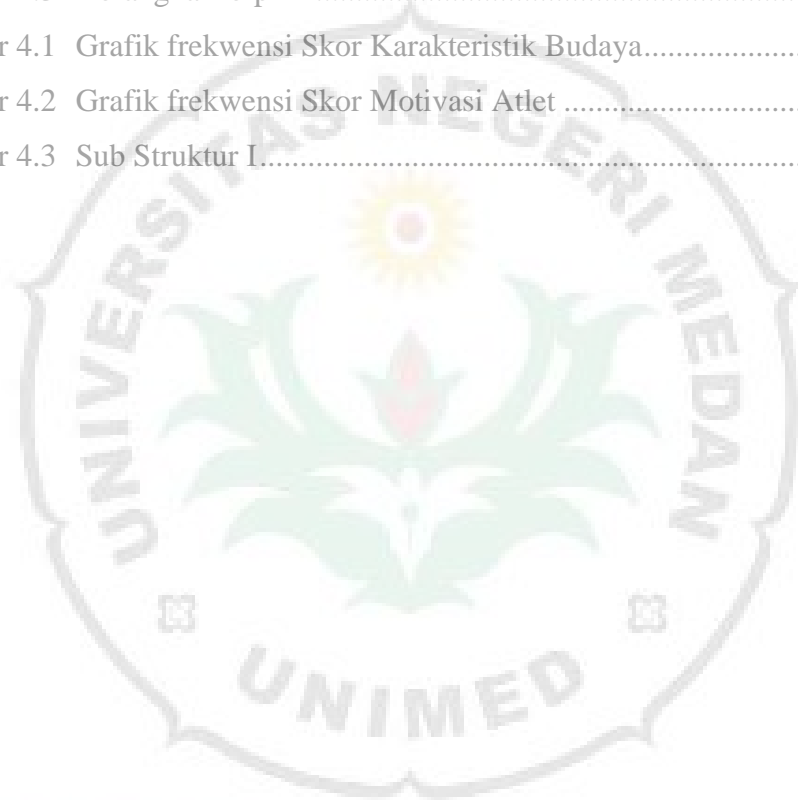 r 4.1 Grafik frekwensi Skor Karakteristik Budaya......................
r 4.2 Grafik frekwensi Skor Motivasi Atlet ................................
r 4.3 Sub Struktur I.......................................................................
UNIVERSITAS NEGERI MEDAN
UNIMED